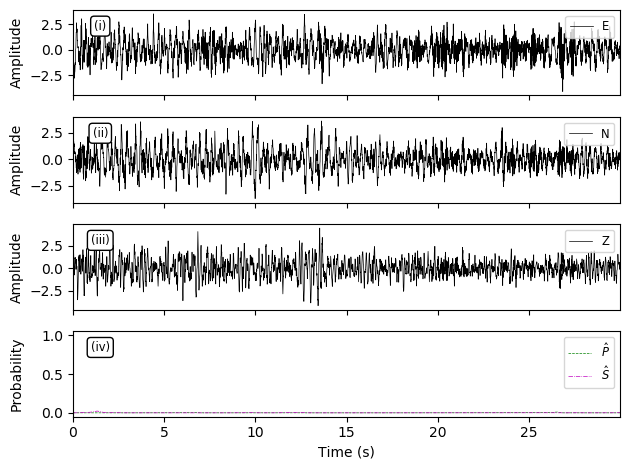 Amplitude
2.5
0.0
−2.5
(i)
E
Amplitude
2.5
0.0
−2.5
(ii)
N
Amplitude
2.5
0.0
−2.5
(iii)
Z
Probability
1.0
0.5
0.0
(iv)
P̂
Ŝ
0 5 10 15 20 25
Time (s)